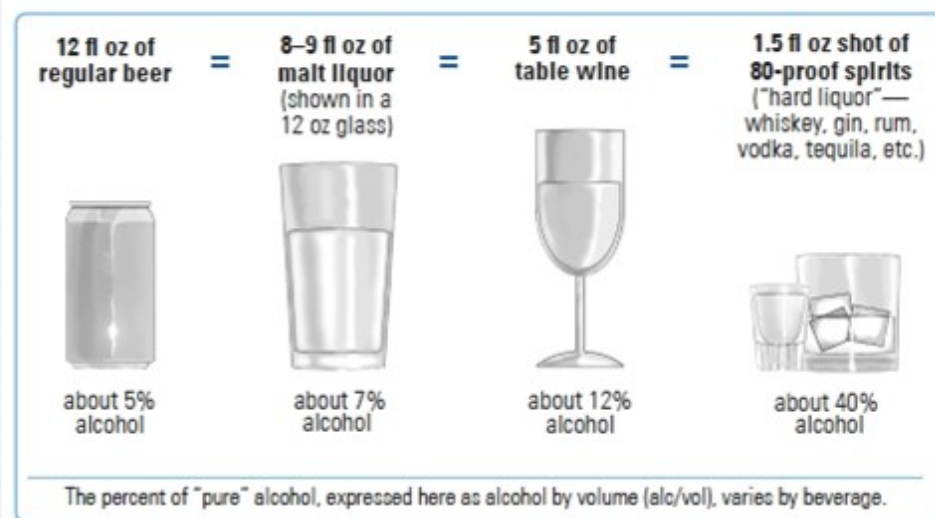 12 fl oz of
regular beer
=
8–9 fl oz of
malt liquor
(shown in a
12 oz glass)
=
5 fl oz of
table wine
=
1.5 fl oz shot of
80-proof spirits
("hard liquor"—
whiskey, gin, rum,
vodka, tequila, etc.)
about 5%
alcohol
about 7%
alcohol
about 12%
alcohol
about 40%
alcohol
The percent of "pure" alcohol, expressed here as alcohol by volume (alc/vol), varies by beverage.